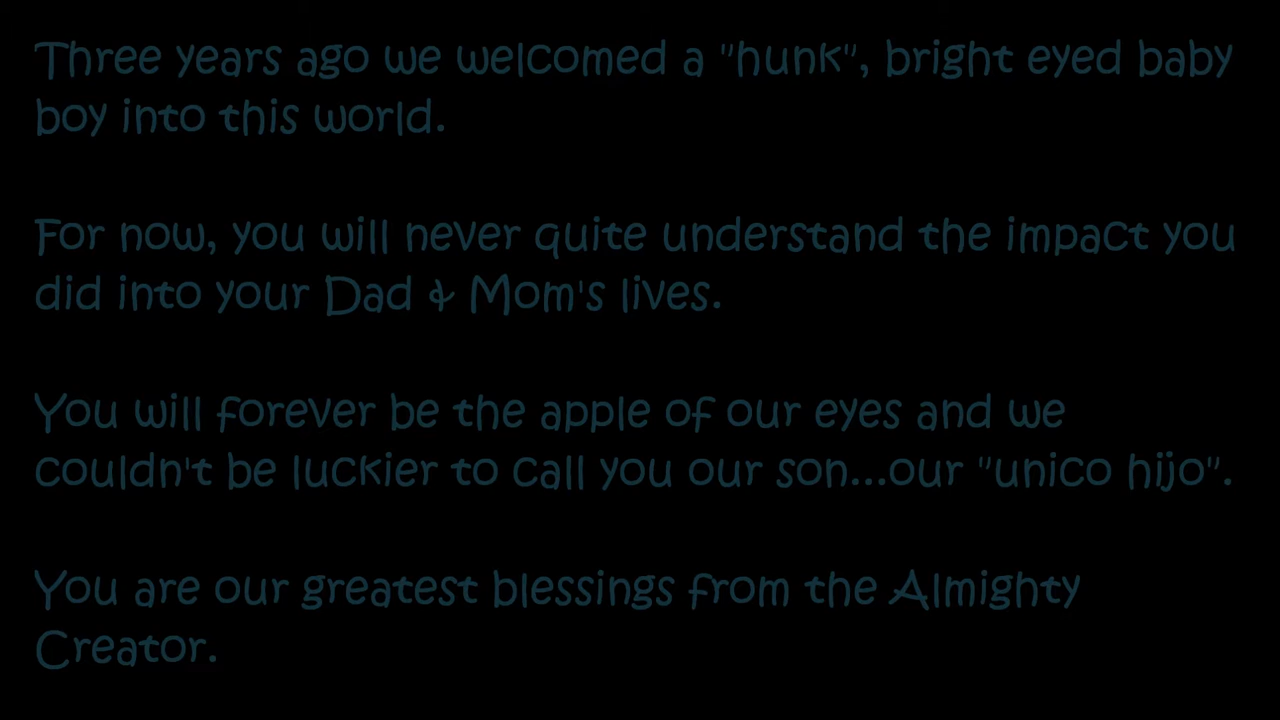 Three years ago we welcomed a "hunk", bright eyed baby
boy into this world.
For now, you will never quite understand the impact you
did into your Dad & Mom's lives.
You will forever be the apple of our eyes and we
couldn't be luckier to call you our son...our "unico hijo".
You are our greatest blessings from the Almighty
Creator.